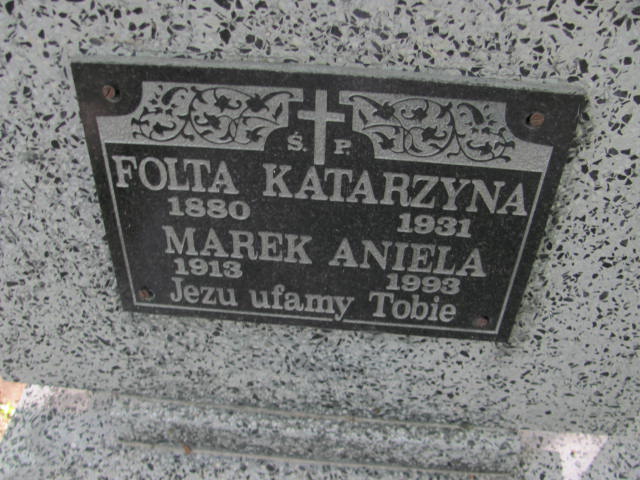 Ś. P.
FOLTA KATARZYNA
1880 1931
MAREK ANIELA
1913 1993
Jezu ufamy Tobie